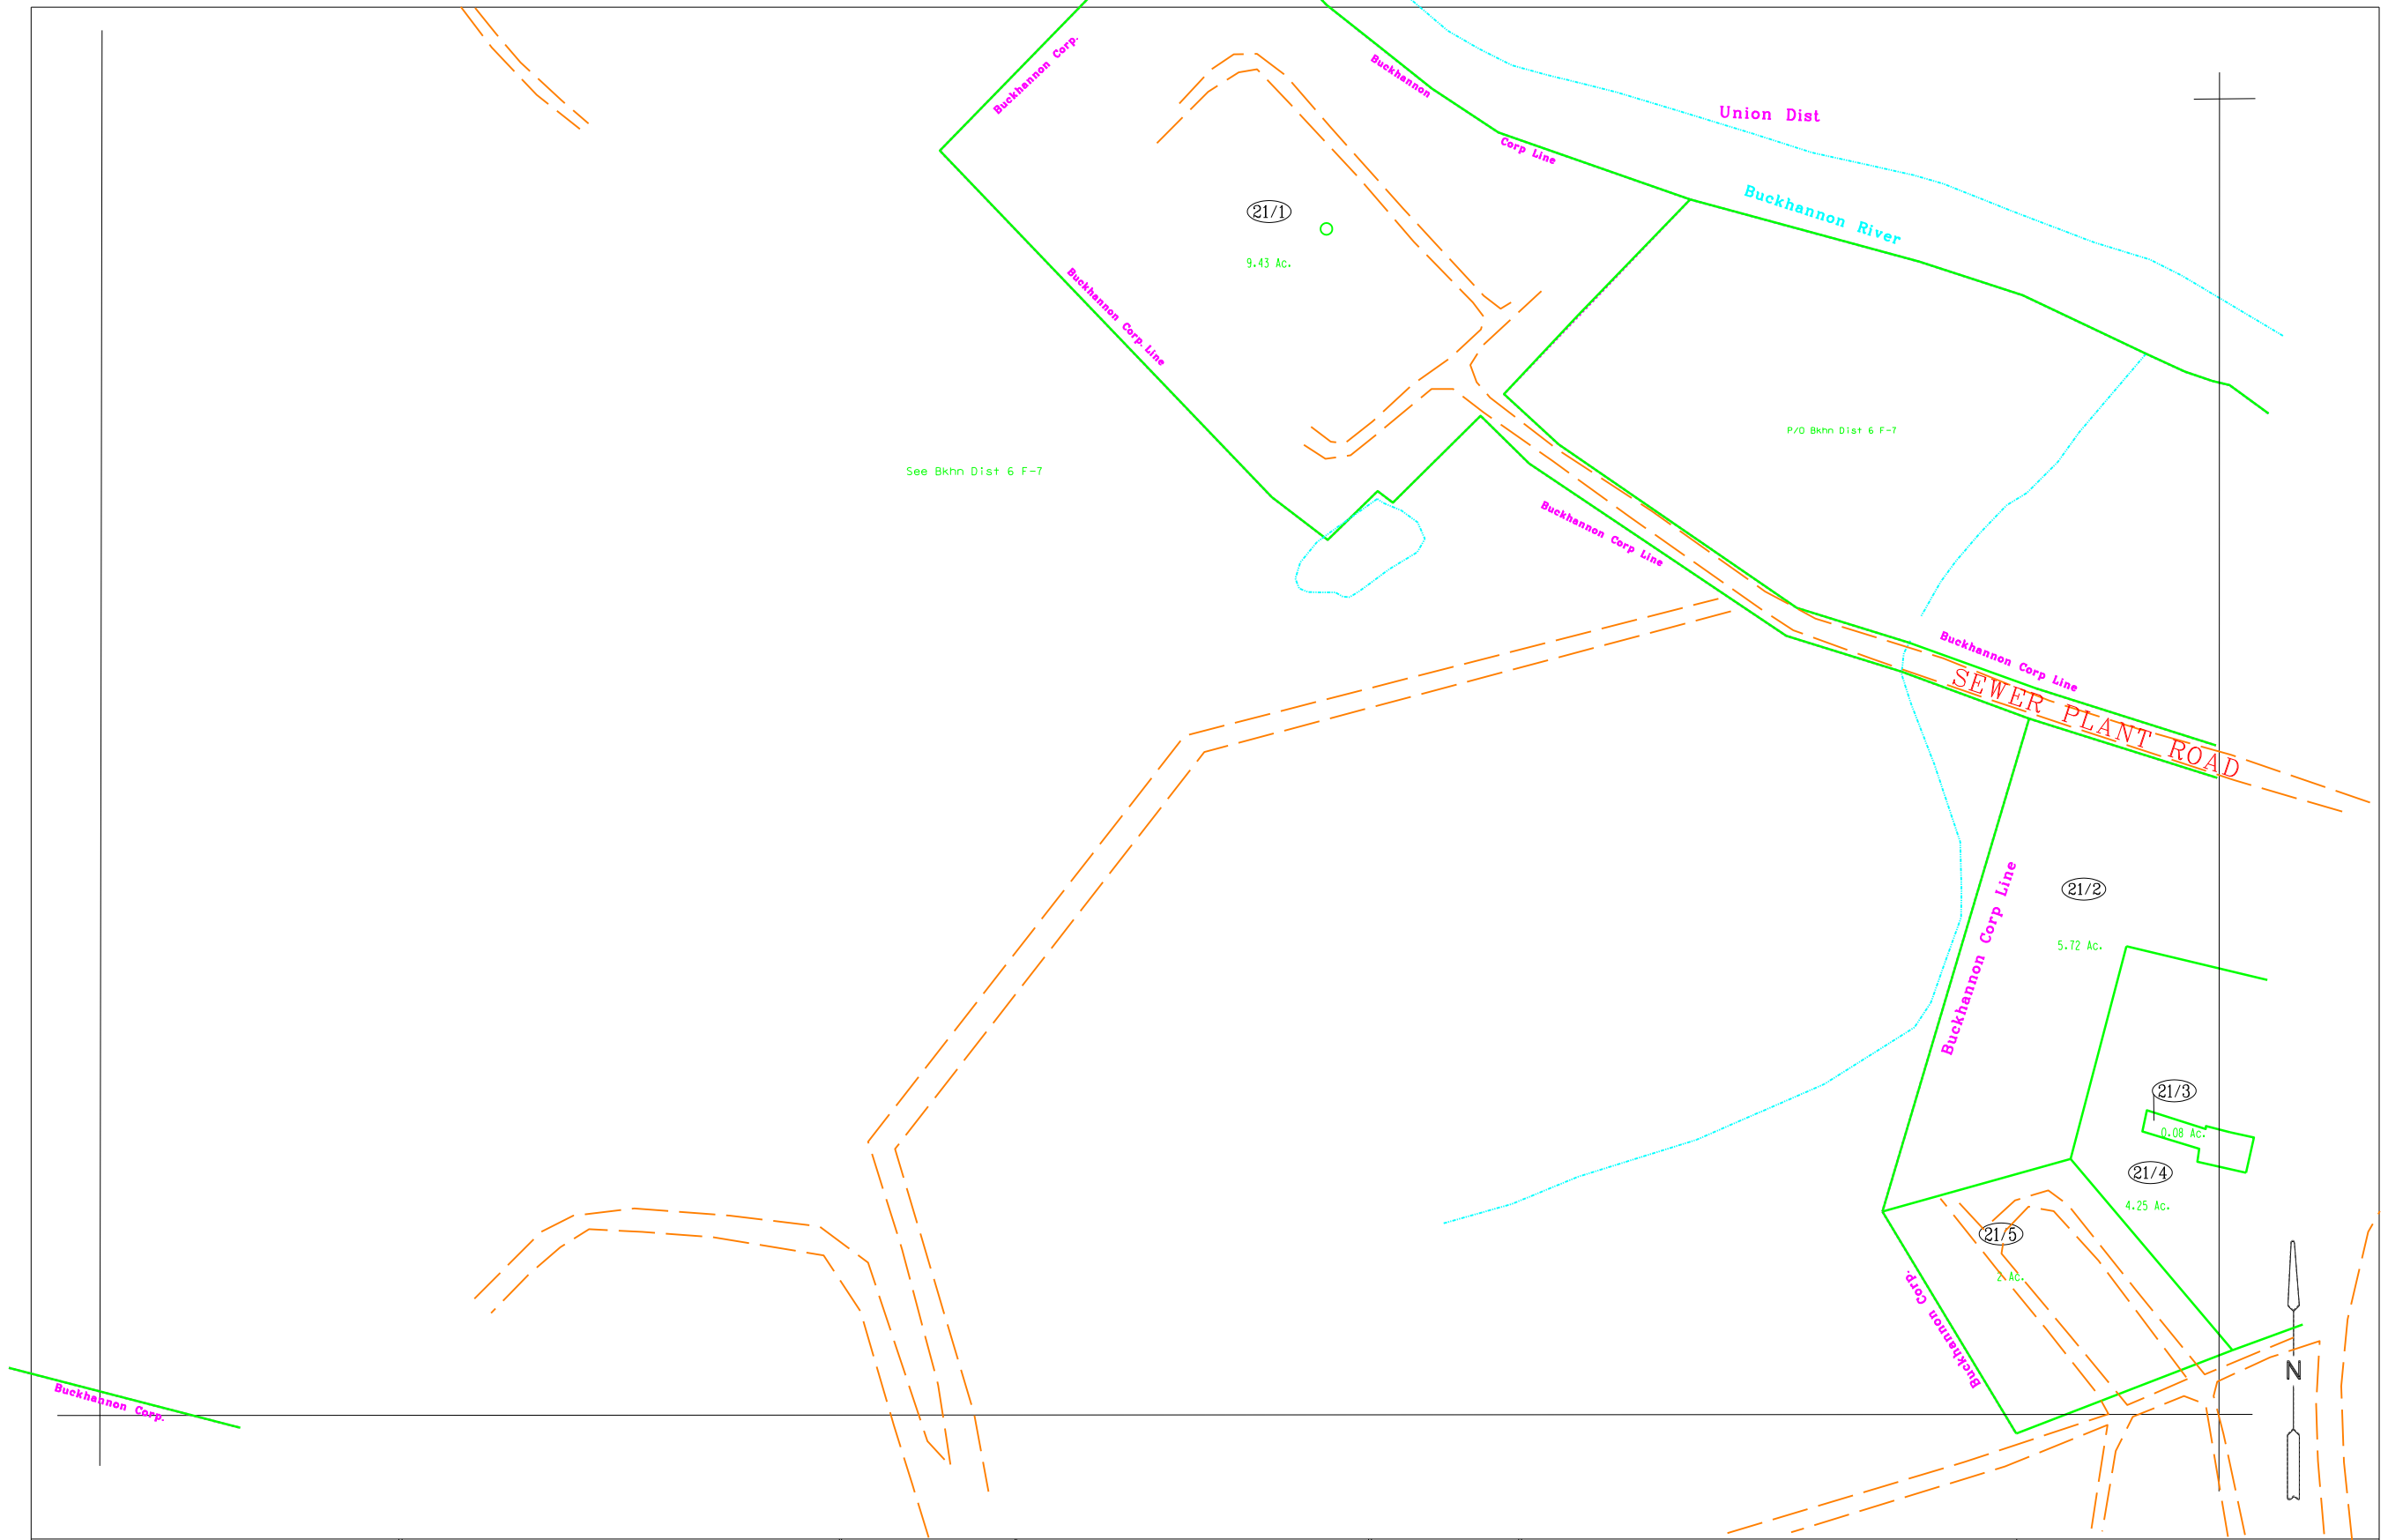 Buckhannon Corp.
Buckhannon
Union Dist
Corp Line
21/1
Buckhannon River
9.43 Ac.
Buckhannon Corp. Line
P/O Bkhn Dist 6 F-7
See Bkhn Dist 6 F-7
Buckhannon Corp Line
Buckhannon Corp Line
SEWER PLANT ROAD
21/2
5.72 Ac.
Buckhannon Corp Line
21/3
0.08 Ac.
21/4
4.25 Ac.
21/5
2 Ac.
Buckhannon Corp.
N
Buckhannon Corp.